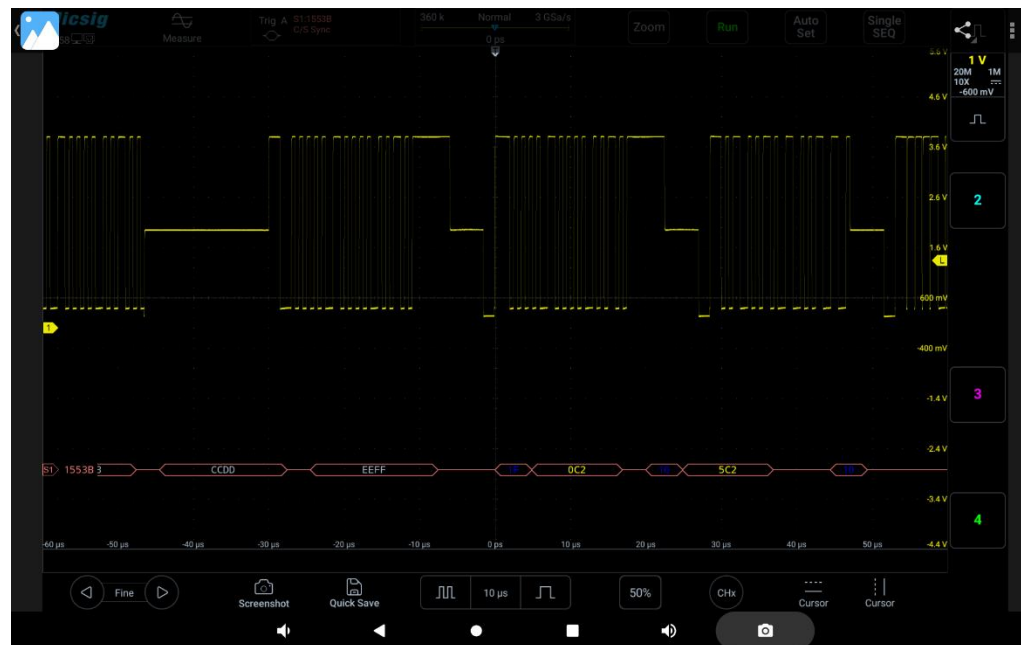 icsig
Measure
Trig A S1:1553B
C/S Sync
360 k Normal 3 GSa/s
0 ps
Zoom
Run
Auto
Set
Single
SEQ
1 V
20M 1M
10X
-600 mV
4.6 V
3.6 V
2.6 V
1.6 V
L
600 mV
-400 mV
-1.4 V
-2.4 V
-3.4 V
-4.4 V
2
3
4
1
S1 1553B
CCDD
EEFF
0C2
5C2
-60 µs
-50 µs
-40 µs
-30 µs
-20 µs
-10 µs
0 ps
10 µs
20 µs
30 µs
40 µs
50 µs
Fine
Screenshot
Quick Save
10 µs
50%
CHx
Cursor
Cursor